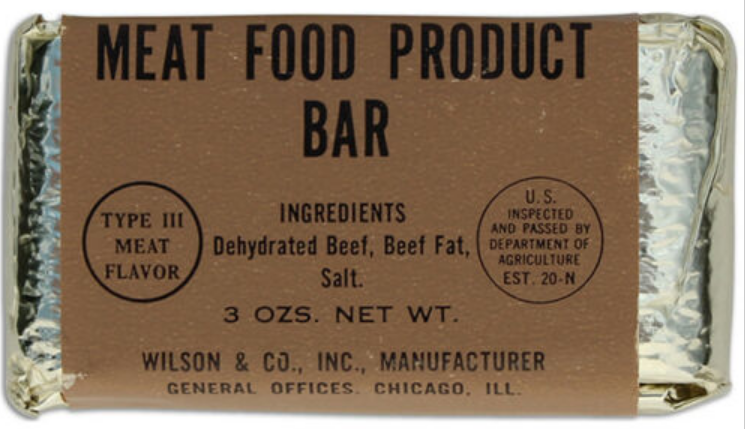 MEAT FOOD PRODUCT
BAR
TYPE III
MEAT
FLAVOR
INGREDIENTS
Dehydrated Beef, Beef Fat,
Salt.
U.S.
INSPECTED
AND PASSED BY
DEPARTMENT OF
AGRICULTURE
EST. 20-N
3 OZS. NET WT.
WILSON & CO., INC., MANUFACTURER
GENERAL OFFICES. CHICAGO, ILL.